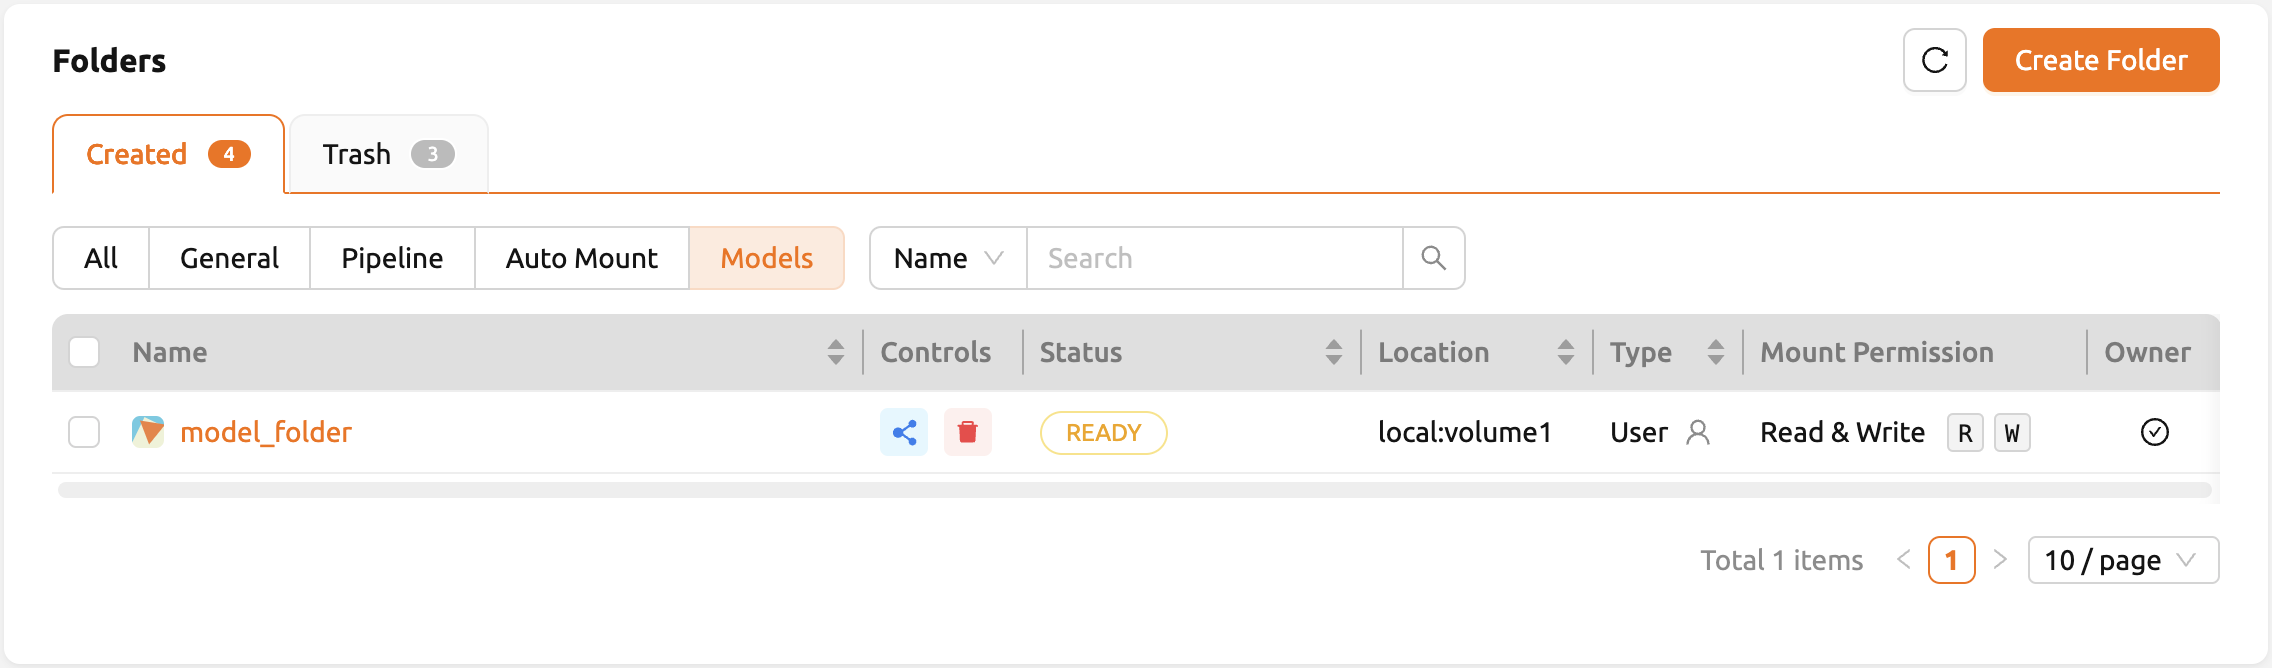 Folders
Create Folder
Created 4
Trash 3
All General Pipeline Auto Mount Models Name Search
Name Controls Status Location Type Mount Permission Owner
model_folder READY local:volume1 User Read & Write R W
Total 1 items 1 10 / page